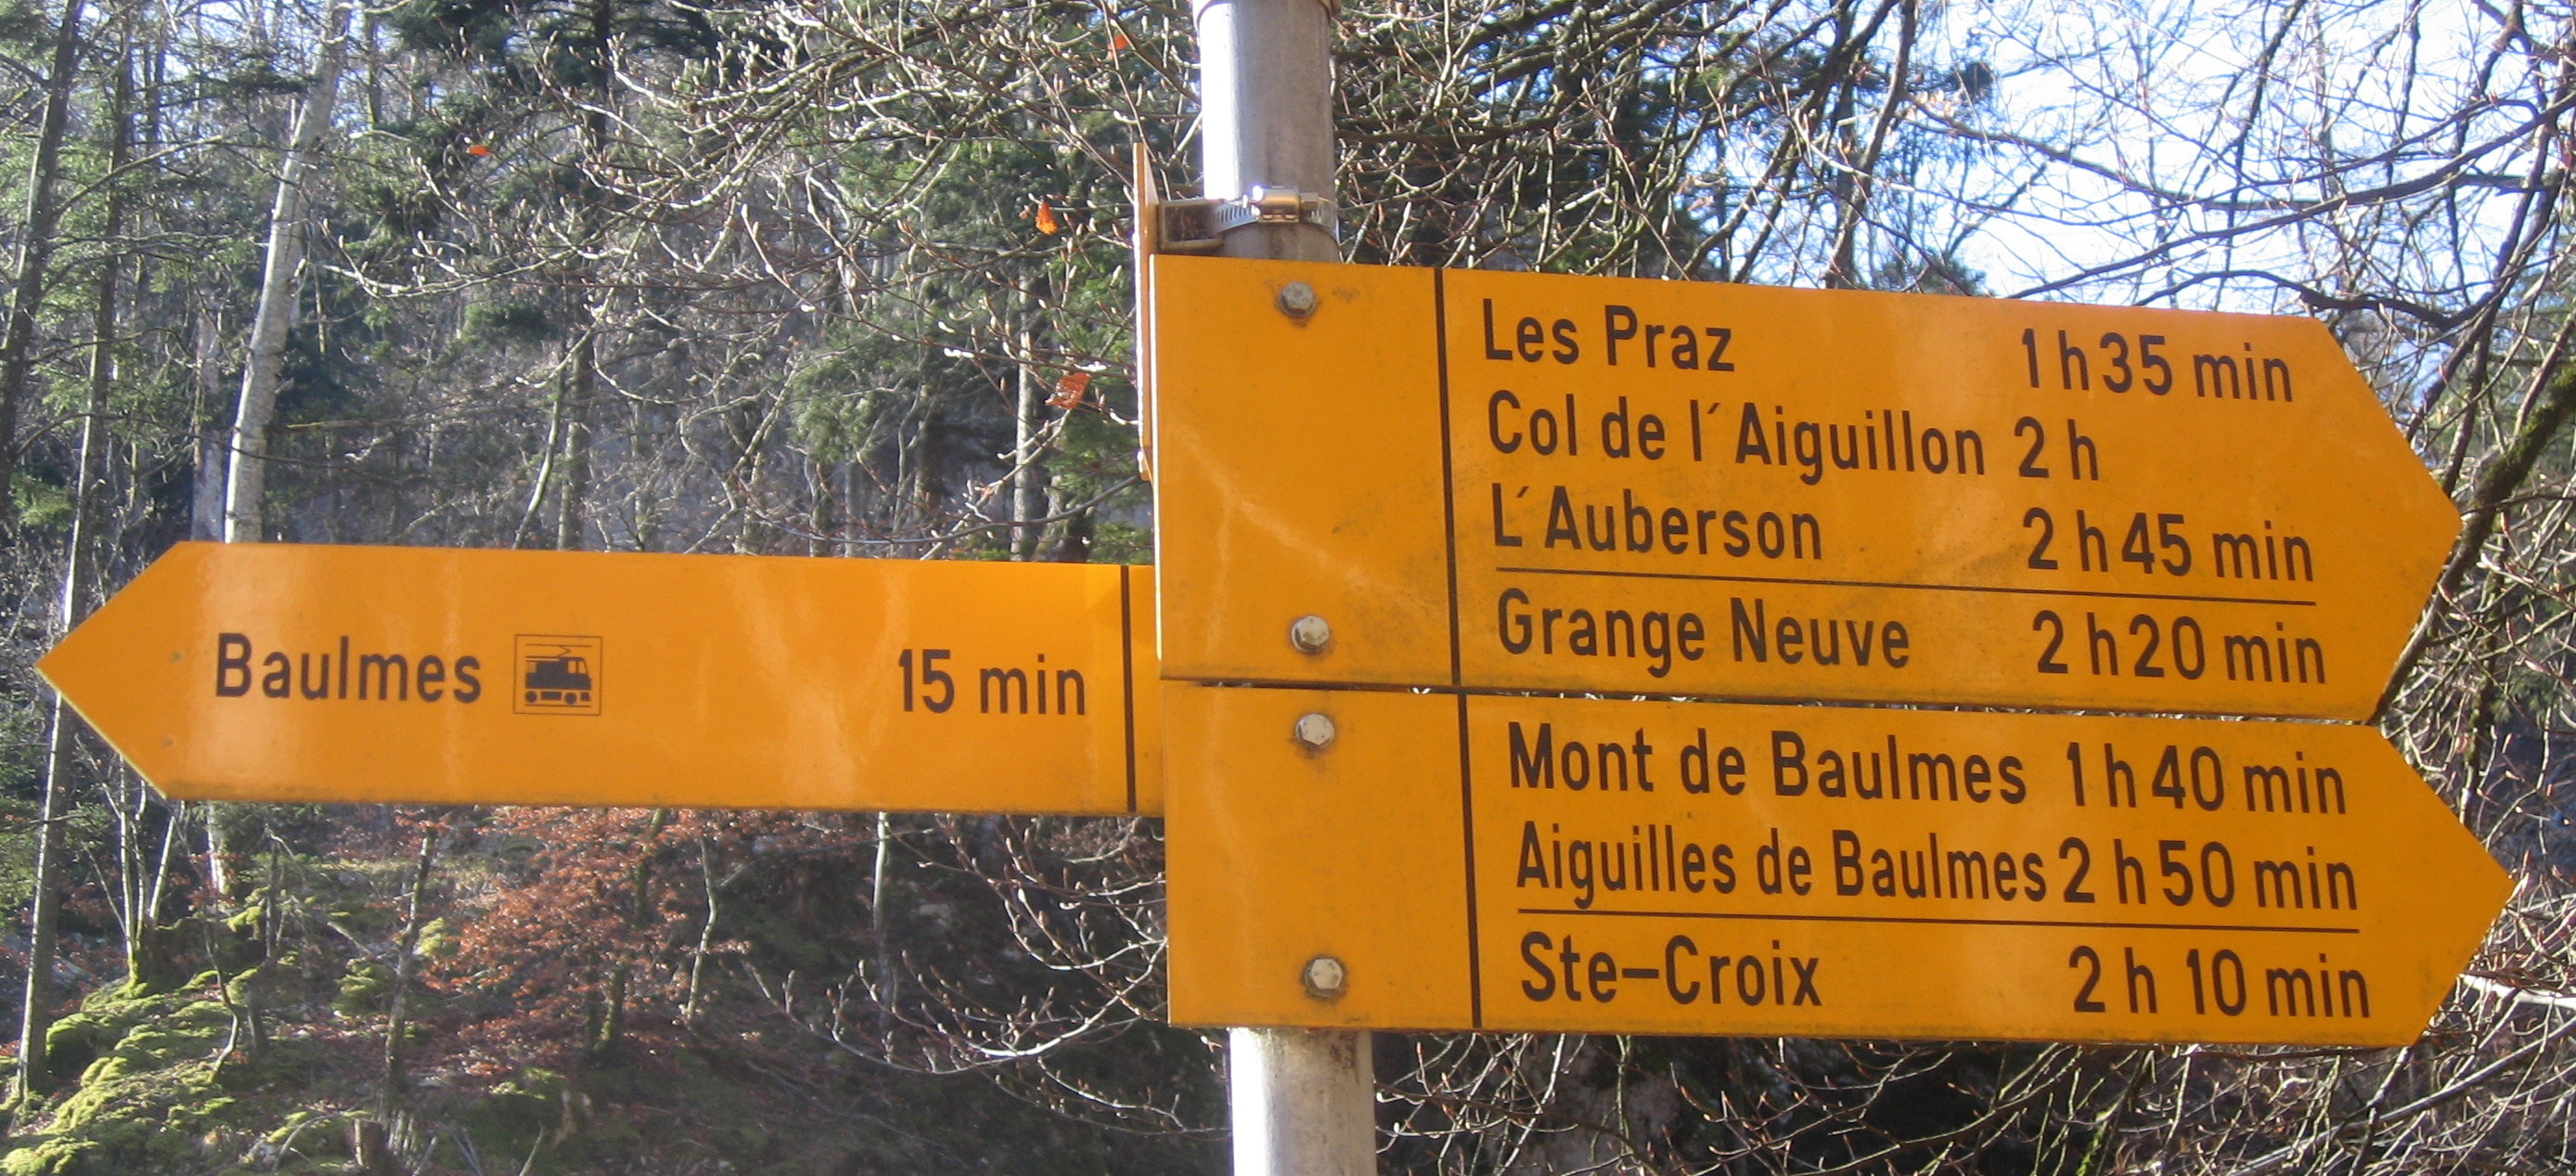 Baulmes 15 min
Les Praz 1 h 35 min
Col de l´Aiguillon 2 h
L´Auberson 2 h 45 min
Grange Neuve 2 h 20 min
Mont de Baulmes 1 h 40 min
Aiguilles de Baulmes 2 h 50 min
Ste-Croix 2 h 10 min